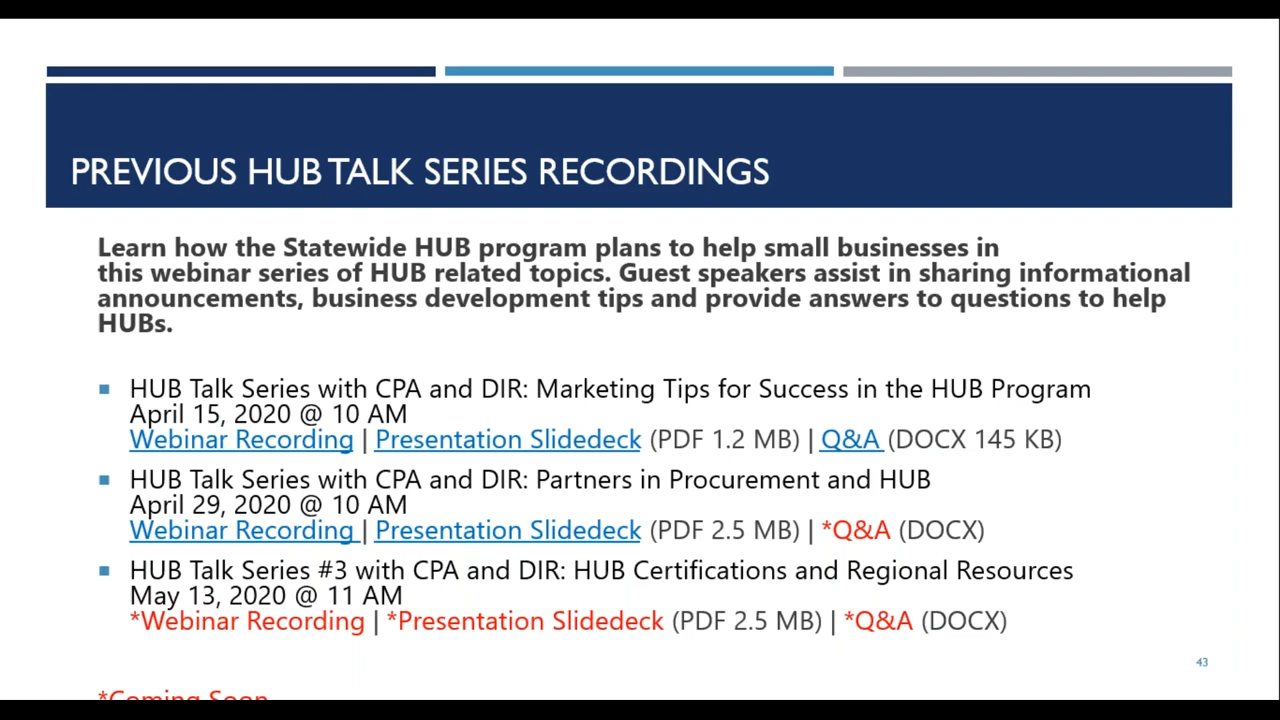 PREVIOUS HUB TALK SERIES RECORDINGS
Learn how the Statewide HUB program plans to help small businesses in
this webinar series of HUB related topics. Guest speakers assist in sharing informational
announcements, business development tips and provide answers to questions to help
HUBs.
HUB Talk Series with CPA and DIR: Marketing Tips for Success in the HUB Program
April 15, 2020 @ 10 AM
Webinar Recording | Presentation Slidedeck (PDF 1.2 MB) | Q&A (DOCX 145 KB)
HUB Talk Series with CPA and DIR: Partners in Procurement and HUB
April 29, 2020 @ 10 AM
Webinar Recording | Presentation Slidedeck (PDF 2.5 MB) | *Q&A (DOCX)
HUB Talk Series #3 with CPA and DIR: HUB Certifications and Regional Resources
May 13, 2020 @ 11 AM
*Webinar Recording | *Presentation Slidedeck (PDF 2.5 MB) | *Q&A (DOCX)
43
*Coming Soon